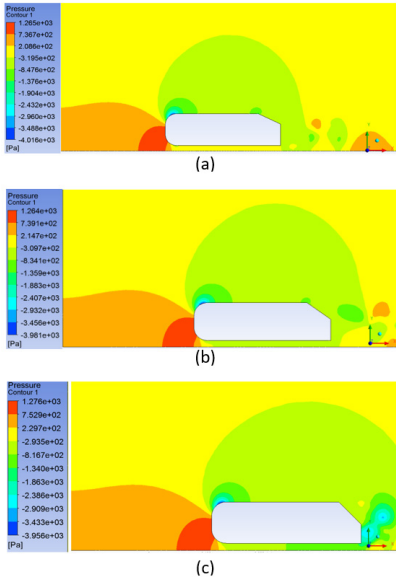 Pressure
Contour 1
1.265e+03
7.367e+02
2.086e+02
-3.195e+02
-8.476e+02
-1.376e+03
-1.904e+03
-2.432e+03
-2.960e+03
-3.488e+03
-4.016e+03
[Pa]
(a)
Pressure
Contour 1
1.264e+03
7.391e+02
2.147e+02
-3.097e+02
-8.341e+02
-1.359e+03
-1.883e+03
-2.407e+03
-2.932e+03
-3.456e+03
-3.981e+03
[Pa]
(b)
Pressure
Contour 1
1.276e+03
7.529e+02
2.297e+02
-2.935e+02
-8.167e+02
-1.340e+03
-1.863e+03
-2.386e+03
-2.909e+03
-3.433e+03
-3.956e+03
[Pa]
(c)